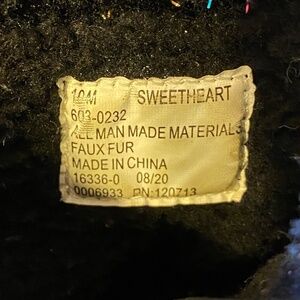 10M SWEETHEART
603-0232
ALL MAN MADE MATERIALS
FAUX FUR
MADE IN CHINA
16336-0 08/20
0006933 PN:120713